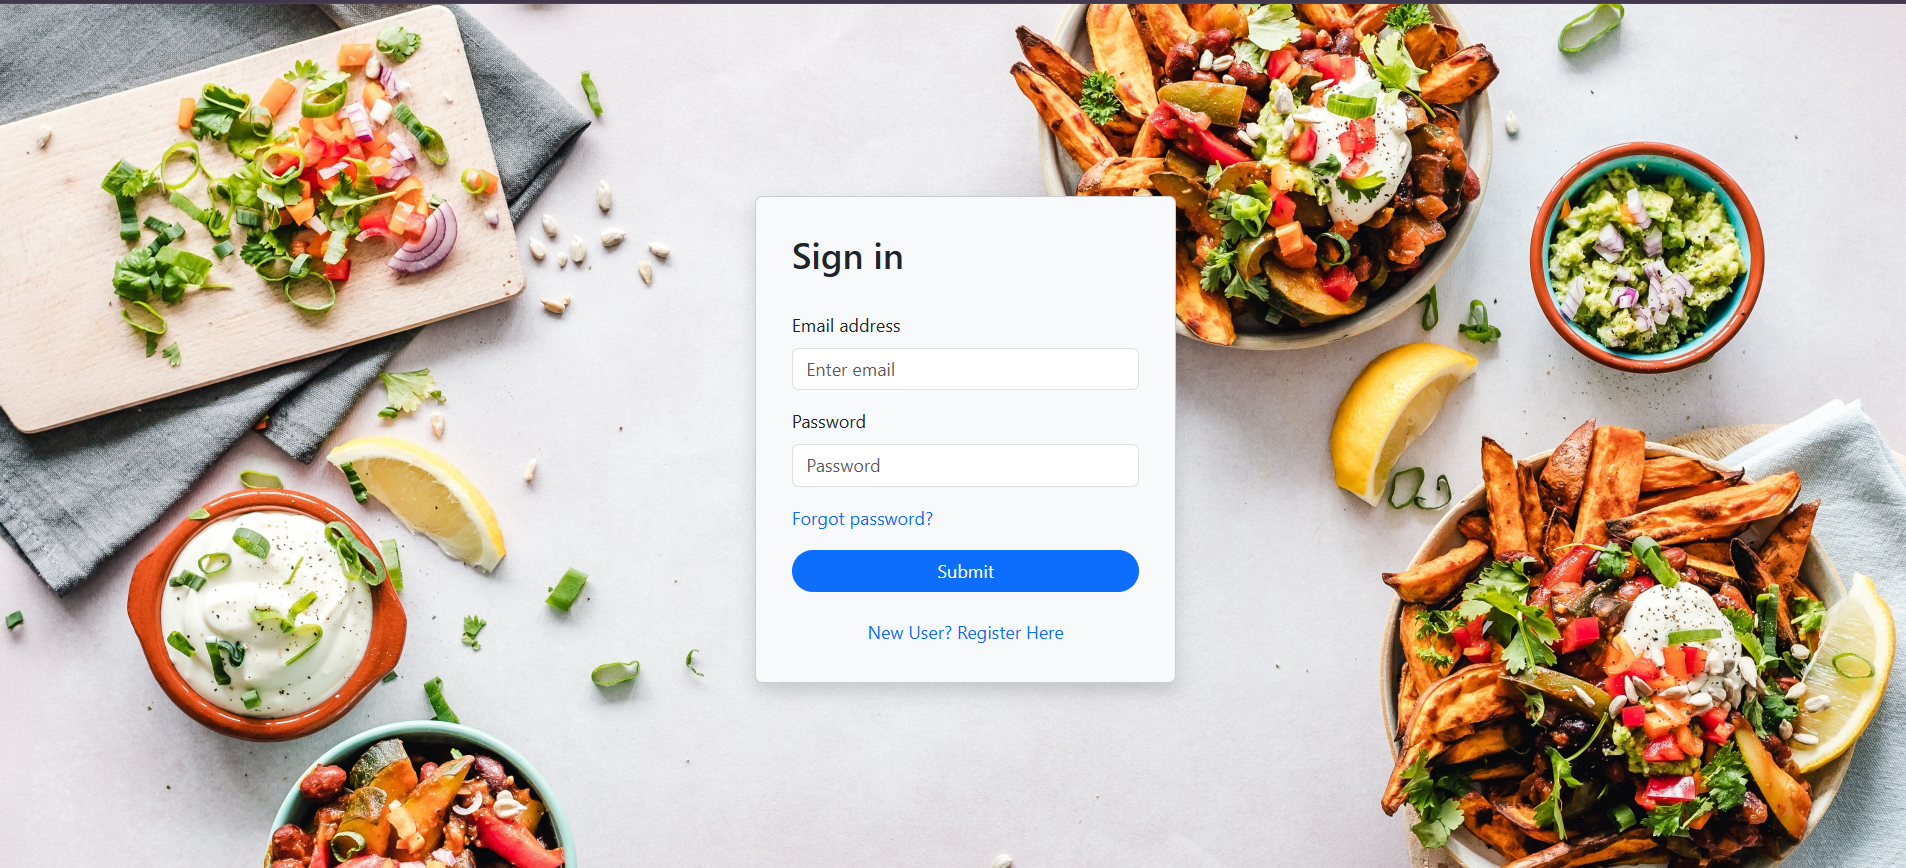 Sign in
Email address
Enter email
Password
Password
Forgot password?
Submit
New User? Register Here